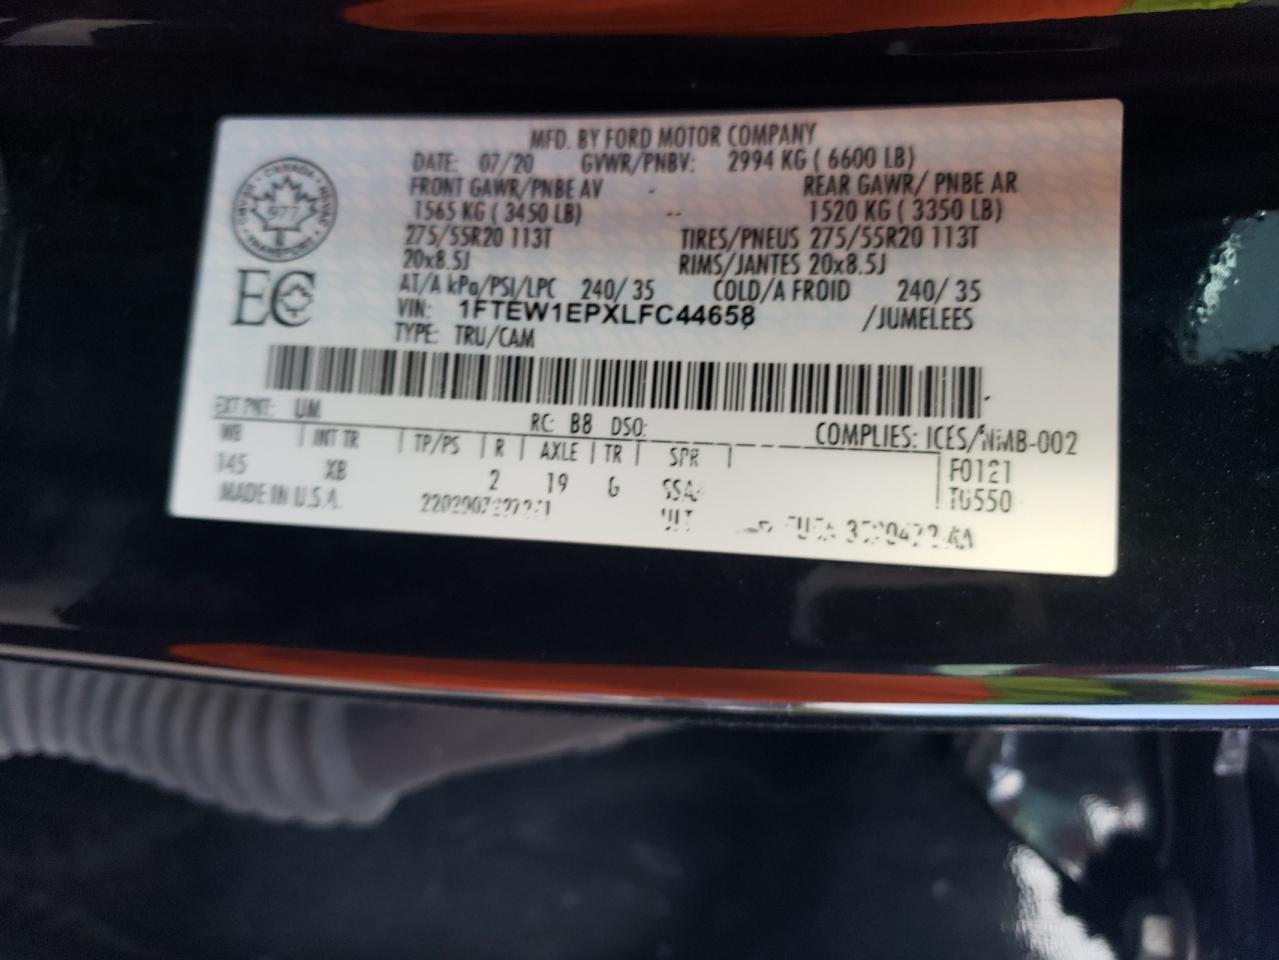 MFD. BY FORD MOTOR COMPANY
DATE: 07/20 GVWR/PNBV: 2994 KG ( 6600 LB)
FRONT GAWR/PNBE AV - REAR GAWR/ PNBE AR
1565 KG ( 3450 LB) -- 1520 KG ( 3350 LB)
275/55R20 113T TIRES/PNEUS 275/55R20 113T
20x8.5J RIMS/JANTES 20x8.5J
AT/A kPa/PSI/LPC 240/ 35 COLD/A FROID 240/ 35
VIN: 1FTEW1EPXLFC44658 /JUMELEES
TYPE: TRU/CAM
CANADA
977
TRANSPORT
EC
EXT PNT: UM RC: B8 DSO:
COMPLIES: ICES/NMB-002
WB | INT TR | TP/PS | R | AXLE | TR | SPR |
145 XB 2 19 G F0121
MADE IN U.S.A. T0550